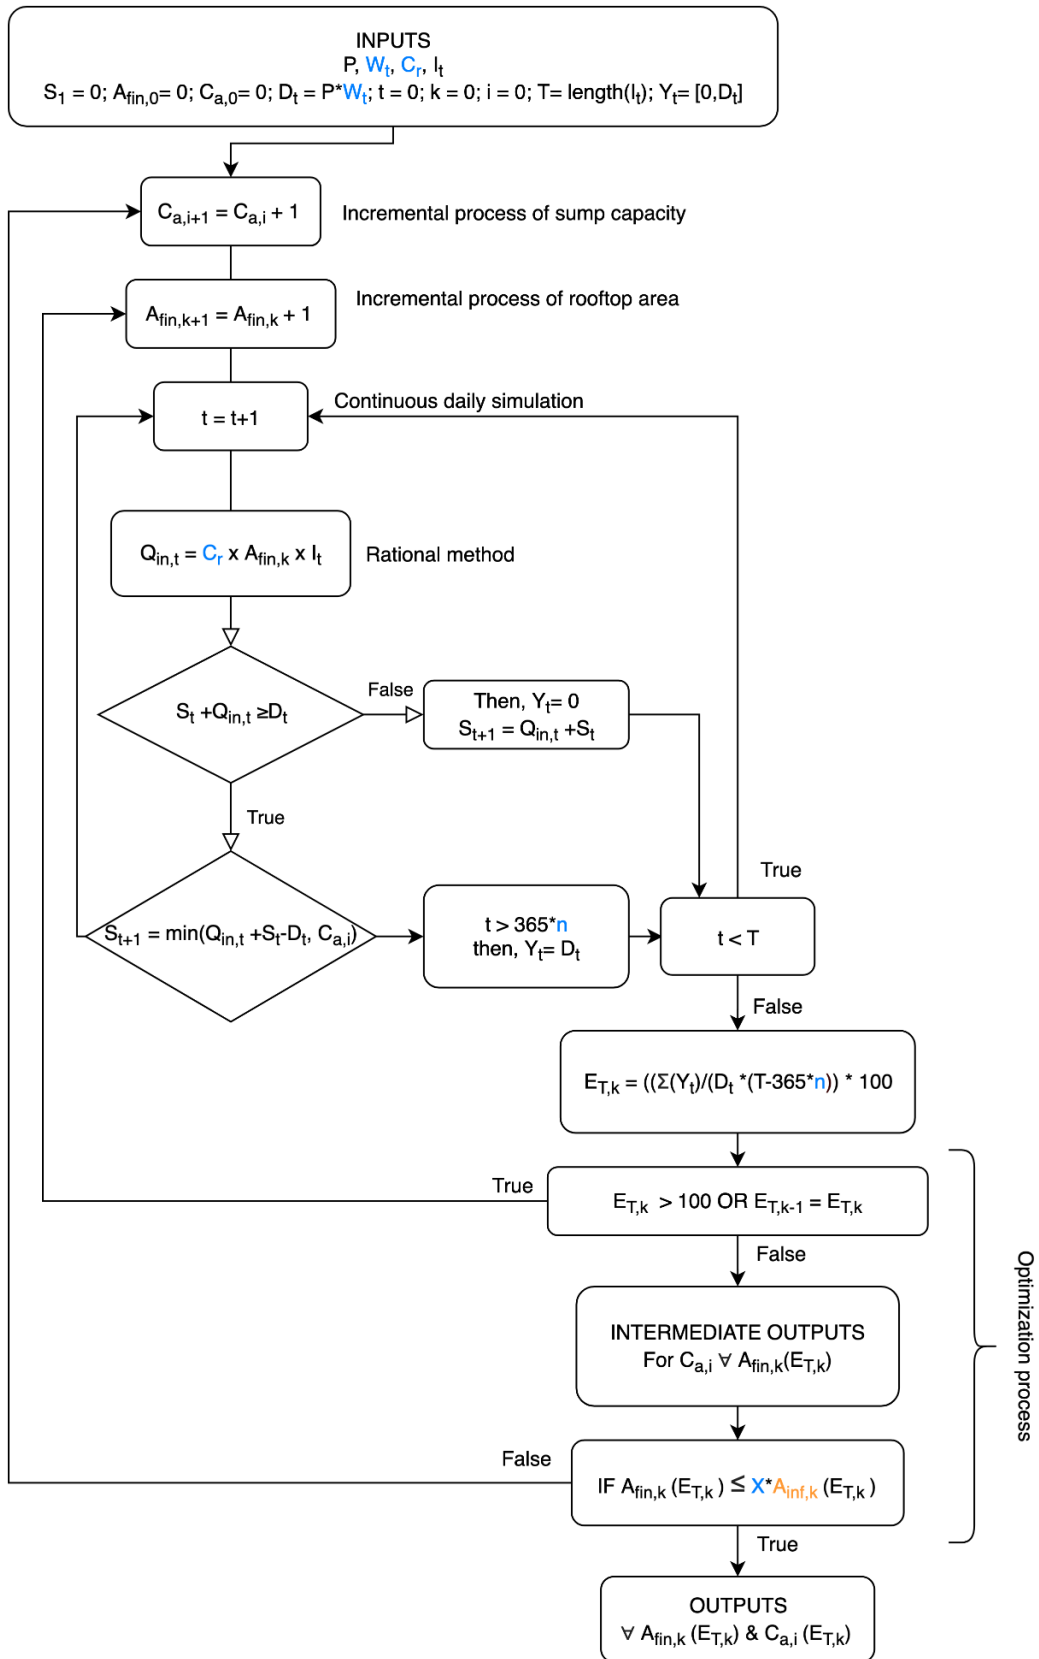 INPUTS
P, Wt, Cr, It
S1 = 0; Afin,0= 0; Ca,0= 0; Dt = P*Wt; t = 0; k = 0; i = 0; T= length(It); Yt= [0,Dt]
Ca,i+1 = Ca,i + 1
Incremental process of sump capacity
Afin,k+1 = Afin,k + 1
Incremental process of rooftop area
t = t+1
Continuous daily simulation
Qin,t = Cr x Afin,k x It
Rational method
St +Qin,t ≥Dt
False
Then, Yt= 0
St+1 = Qin,t +St
True
St+1 = min(Qin,t +St-Dt, Ca,i)
t > 365*n
then, Yt= Dt
True
t < T
False
ET,k = ((Σ(Yt)/(Dt *(T-365*n)) * 100
True
ET,k > 100 OR ET,k-1 = ET,k
False
INTERMEDIATE OUTPUTS
For Ca,i ∀ Afin,k(ET,k)
Optimization process
False
IF Afin,k (ET,k ) ≤ X*Ainf,k (ET,k )
True
OUTPUTS
∀ Afin,k (ET,k) & Ca,i (ET,k)